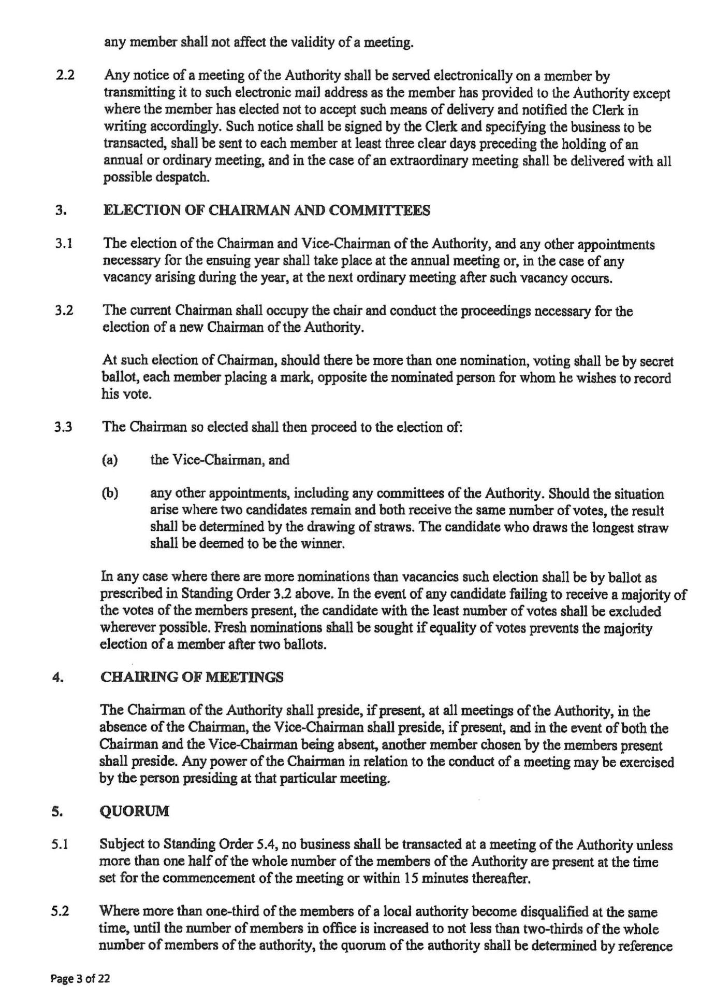 any member shall not affect the validity of a meeting.
2.2 Any notice of a meeting of the Authority shall be served electronically on a member by
transmitting it to such electronic mail address as the member has provided to the Authority except
where the member has elected not to accept such means of delivery and notified the Clerk in
writing accordingly. Such notice shall be signed by the Clerk and specifying the business to be
transacted, shall be sent to each member at least three clear days preceding the holding of an
annual or ordinary meeting, and in the case of an extraordinary meeting shall be delivered with all
possible despatch.
3. ELECTION OF CHAIRMAN AND COMMITTEES
3.1 The election of the Chairman and Vice-Chairman of the Authority, and any other appointments
necessary for the ensuing year shall take place at the annual meeting or, in the case of any
vacancy arising during the year, at the next ordinary meeting after such vacancy occurs.
3.2 The current Chairman shall occupy the chair and conduct the proceedings necessary for the
election of a new Chairman of the Authority.
At such election of Chairman, should there be more than one nomination, voting shall be by secret
ballot, each member placing a mark, opposite the nominated person for whom he wishes to record
his vote.
3.3 The Chairman so elected shall then proceed to the election of:
(a) the Vice-Chairman, and
(b) any other appointments, including any committees of the Authority. Should the situation
arise where two candidates remain and both receive the same number of votes, the result
shall be determined by the drawing of straws. The candidate who draws the longest straw
shall be deemed to be the winner.
In any case where there are more nominations than vacancies such election shall be by ballot as
prescribed in Standing Order 3.2 above. In the event of any candidate failing to receive a majority of
the votes of the members present, the candidate with the least number of votes shall be excluded
wherever possible. Fresh nominations shall be sought if equality of votes prevents the majority
election of a member after two ballots.
4. CHAIRING OF MEETINGS
The Chairman of the Authority shall preside, if present, at all meetings of the Authority, in the
absence of the Chairman, the Vice-Chairman shall preside, if present, and in the event of both the
Chairman and the Vice-Chairman being absent, another member chosen by the members present
shall preside. Any power of the Chairman in relation to the conduct of a meeting may be exercised
by the person presiding at that particular meeting.
5. QUORUM
5.1 Subject to Standing Order 5.4, no business shall be transacted at a meeting of the Authority unless
more than one half of the whole number of the members of the Authority are present at the time
set for the commencement of the meeting or within 15 minutes thereafter.
5.2 Where more than one-third of the members of a local authority become disqualified at the same
time, until the number of members in office is increased to not less than two-thirds of the whole
number of members of the authority, the quorum of the authority shall be determined by reference
Page 3 of 22